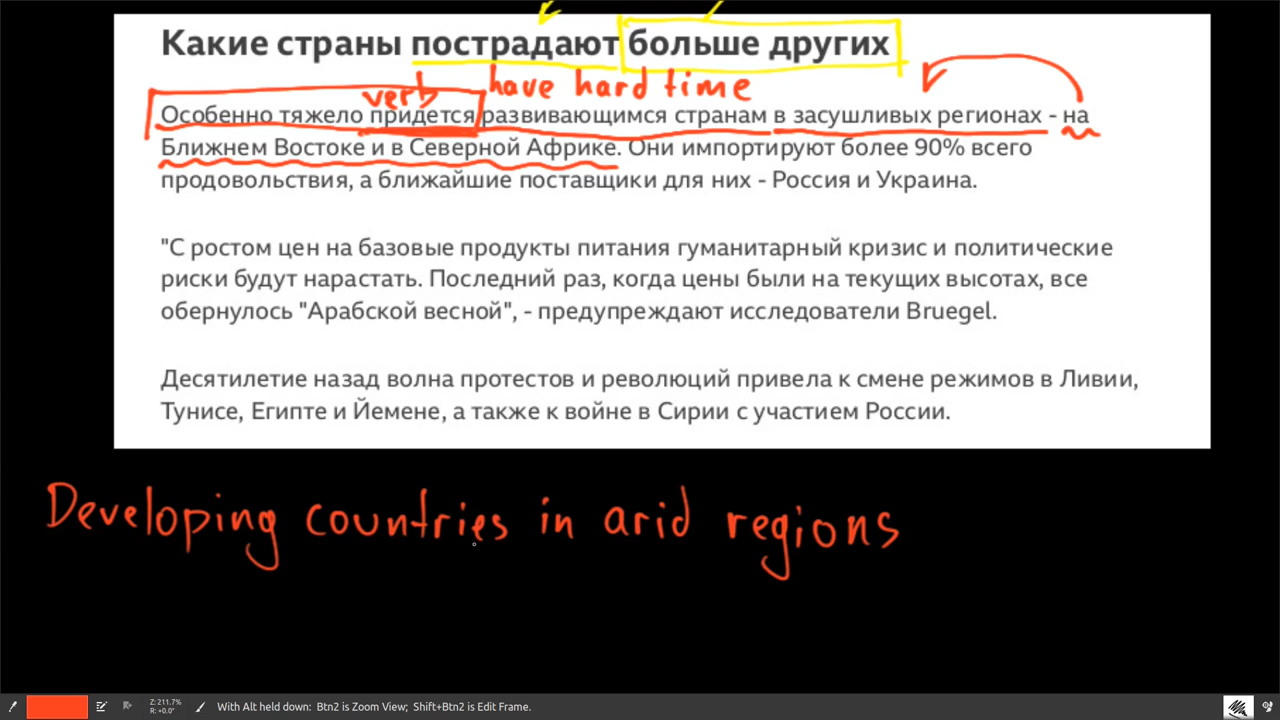 Какие страны пострадают больше других
verb have hard time
Особенно тяжело придется развивающимся странам в засушливых регионах - на
Ближнем Востоке и в Северной Африке. Они импортируют более 90% всего
продовольствия, а ближайшие поставщики для них - Россия и Украина.
"С ростом цен на базовые продукты питания гуманитарный кризис и политические
риски будут нарастать. Последний раз, когда цены были на текущих высотах, все
обернулось "Арабской весной", - предупреждают исследователи Bruegel.
Десятилетие назад волна протестов и революций привела к смене режимов в Ливии,
Тунисе, Египте и Йемене, а также к войне в Сирии с участием России.
Developing countries in arid regions
Z: 211.7%
R: +0.0°
With Alt held down: Btn2 is Zoom View; Shift+Btn2 is Edit Frame.